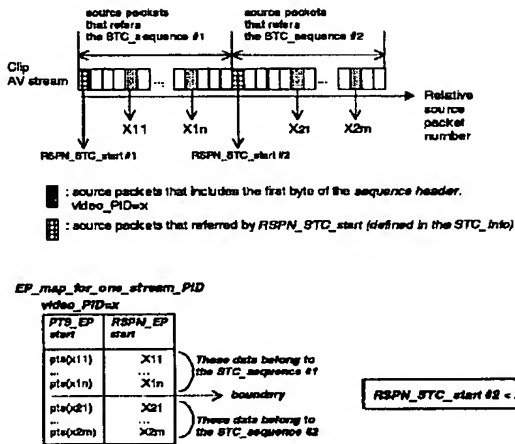 source packets that refers the STC_sequence #1
source packets that refers the STC_sequence #2
Clip AV stream
...
...
Relative source packet number
X11
X1n
X21
X2m
RSPN_STC_start #1
RSPN_STC_start #2
: source packets that includes the first byte of the sequence header.
video_PID=x
: source packets that referred by RSPN_STC_start (defined in the STC_Info)
EP_map_for_one_stream_PID
video_PID=x
PTS_EP start
RSPN_EP start
pts(x11) X11
... ...
pts(x1n) X1n
These data belong to the STC_sequence #1
boundary
pts(x21) X21
... ...
pts(x2m) X2m
These data belong to the STC_sequence #2
RSPN_STC_start #2 <